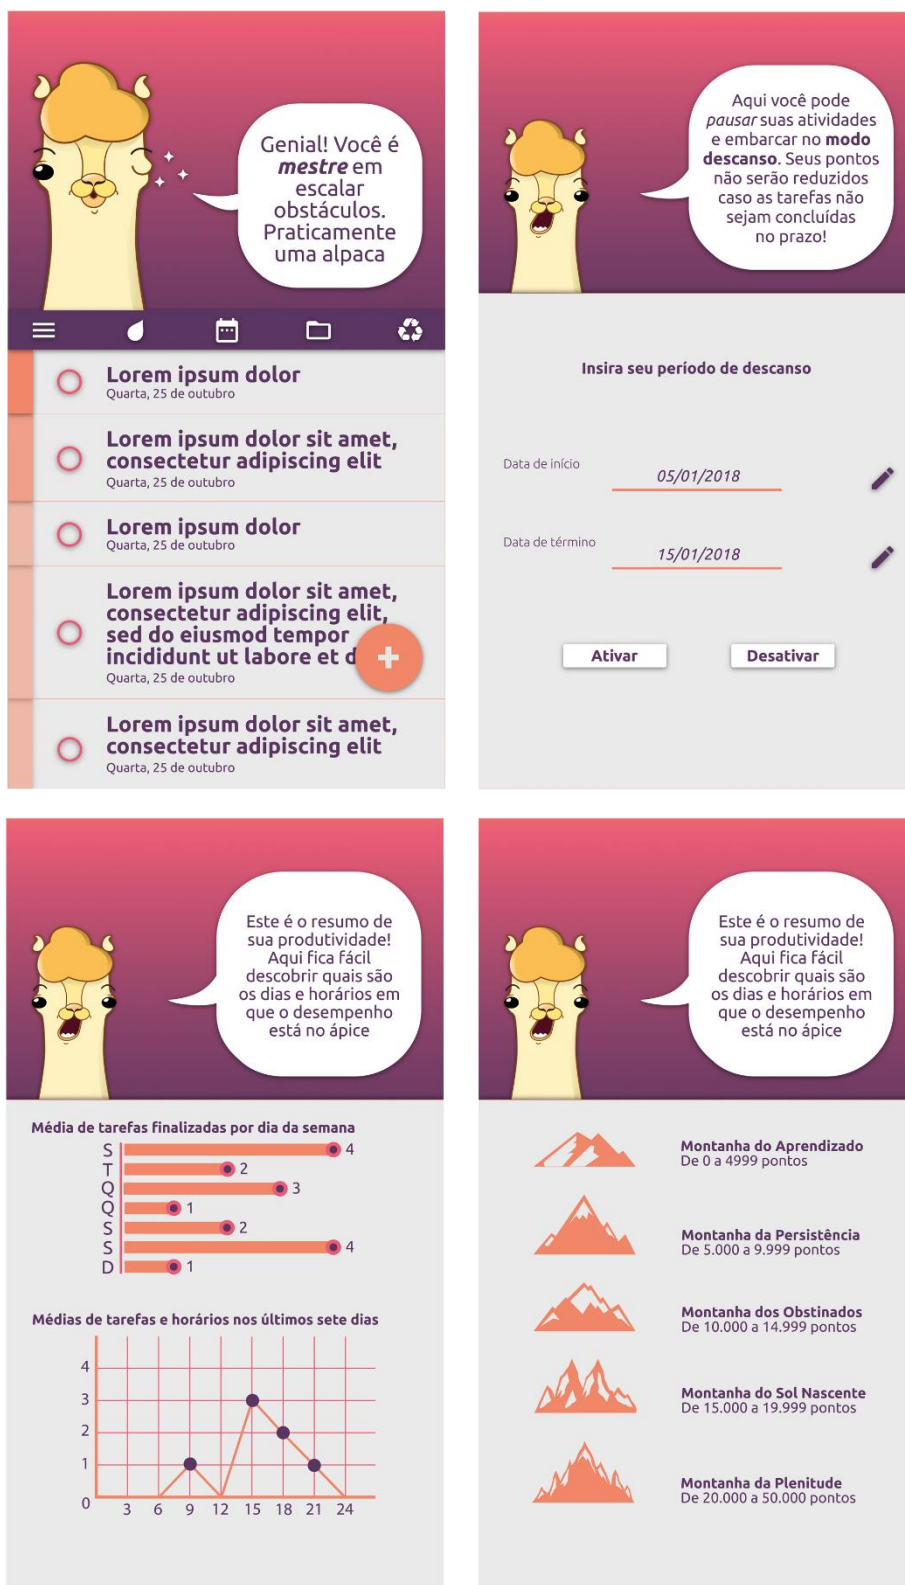 Genial! Você é
mestre em
escalar
obstáculos.
Praticamente
uma alpaca
Lorem ipsum dolor
Quarta, 25 de outubro
Lorem ipsum dolor sit amet,
consectetur adipiscing elit
Quarta, 25 de outubro
Lorem ipsum dolor
Quarta, 25 de outubro
Lorem ipsum dolor sit amet,
consectetur adipiscing elit,
sed do eiusmod tempor
incididunt ut labore et d
+
Quarta, 25 de outubro
Lorem ipsum dolor sit amet,
consectetur adipiscing elit
Quarta, 25 de outubro
Aqui você pode
pausar suas atividades
e embarcar no modo
descanso. Seus pontos
não serão reduzidos
caso as tarefas não
sejam concluídas
no prazo!
Insira seu período de descanso
Data de início
05/01/2018
Data de término
15/01/2018
Ativar
Desativar
Este é o resumo de
sua produtividade!
Aqui fica fácil
descobrir quais são
os dias e horários em
que o desempenho
está no ápice
Média de tarefas finalizadas por dia da semana
S 4
T 2
Q 3
Q 1
S 2
S 4
D 1
Médias de tarefas e horários nos últimos sete dias
4
3
2
1
0
3 6 9 12 15 18 21 24
Este é o resumo de
sua produtividade!
Aqui fica fácil
descobrir quais são
os dias e horários em
que o desempenho
está no ápice
Montanha do Aprendizado
De 0 a 4999 pontos
Montanha da Persistência
De 5.000 a 9.999 pontos
Montanha dos Obstinados
De 10.000 a 14.999 pontos
Montanha do Sol Nascente
De 15.000 a 19.999 pontos
Montanha da Plenitude
De 20.000 a 50.000 pontos